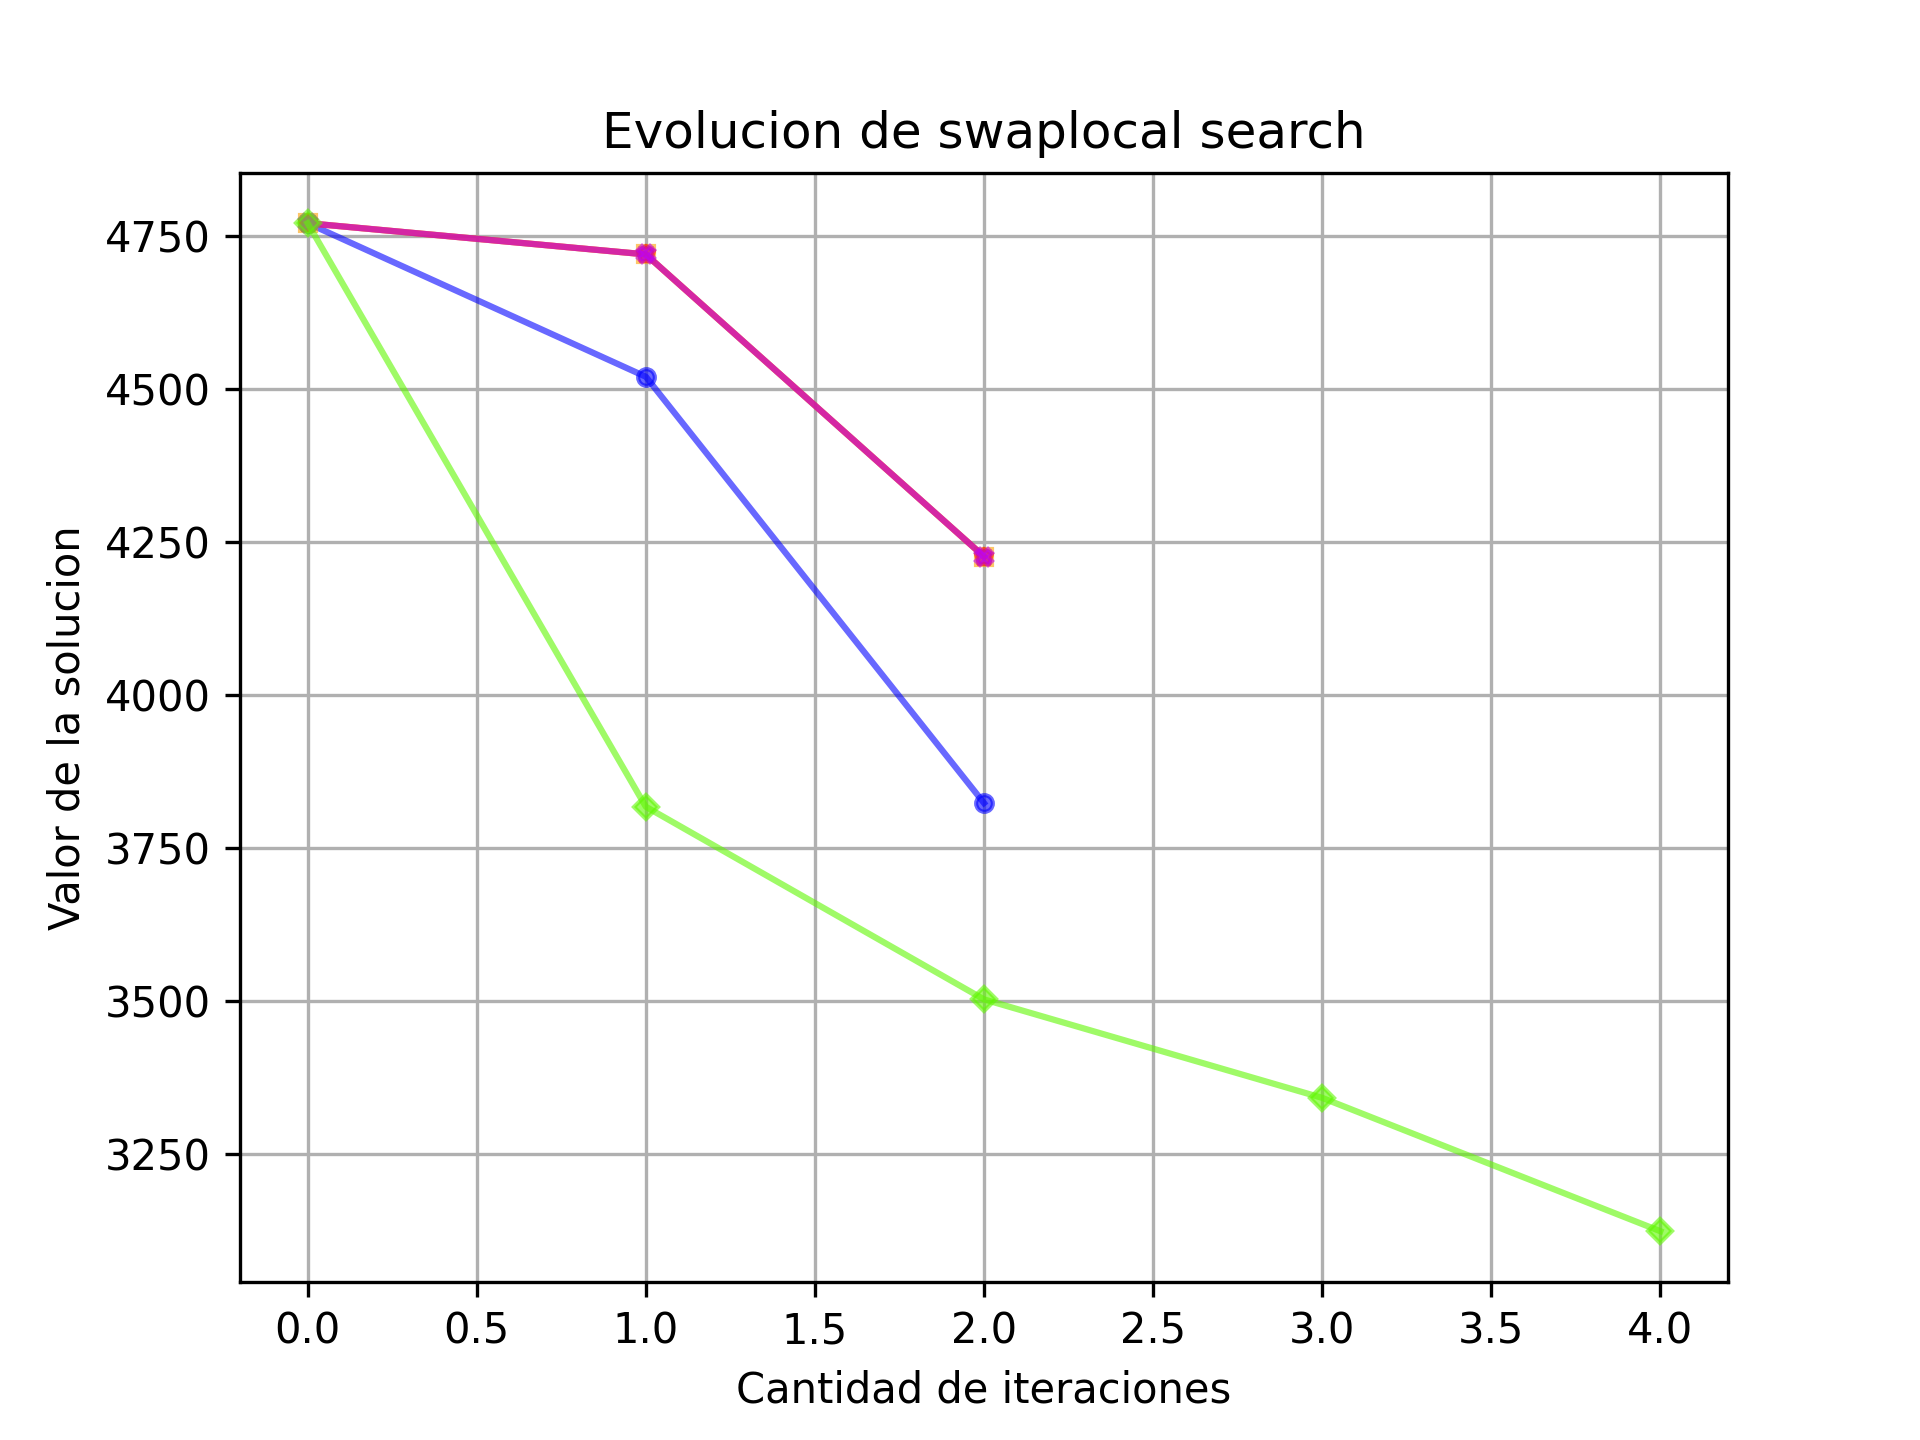 Evolucion de swaplocal search
Valor de la solucion
4750
4500
4250
4000
3750
3500
3250
0.0 0.5 1.0 1.5 2.0 2.5 3.0 3.5 4.0
Cantidad de iteraciones